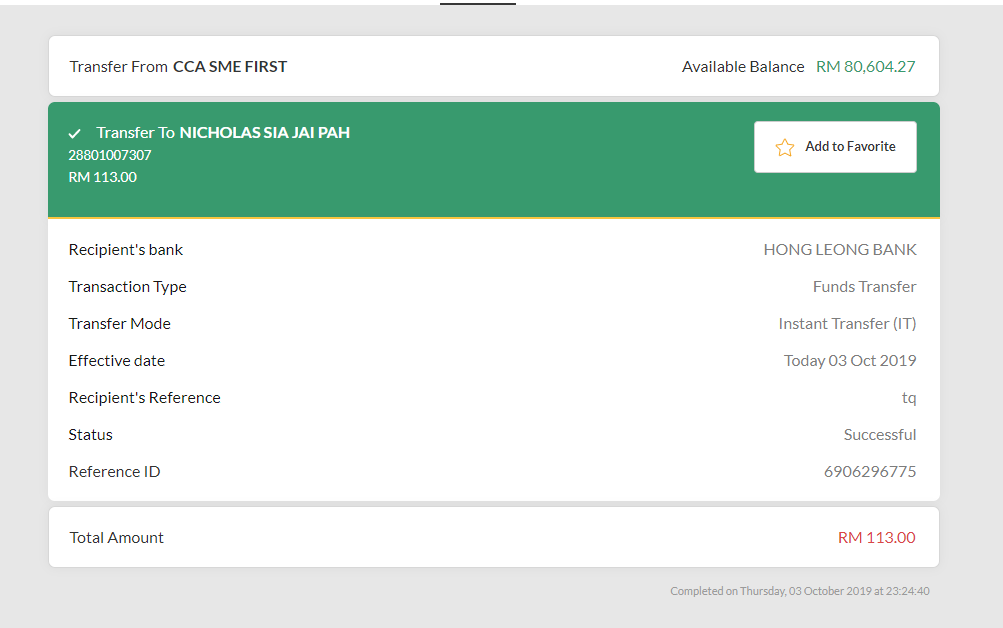 Transfer From CCA SME FIRST Available Balance RM 80,604.27
Transfer To NICHOLAS SIA JAI PAH
28801007307
RM 113.00
Add to Favorite
Recipient's bank HONG LEONG BANK
Transaction Type Funds Transfer
Transfer Mode Instant Transfer (IT)
Effective date Today 03 Oct 2019
Recipient's Reference tq
Status Successful
Reference ID 6906296775
Total Amount RM 113.00
Completed on Thursday, 03 October 2019 at 23:24:40